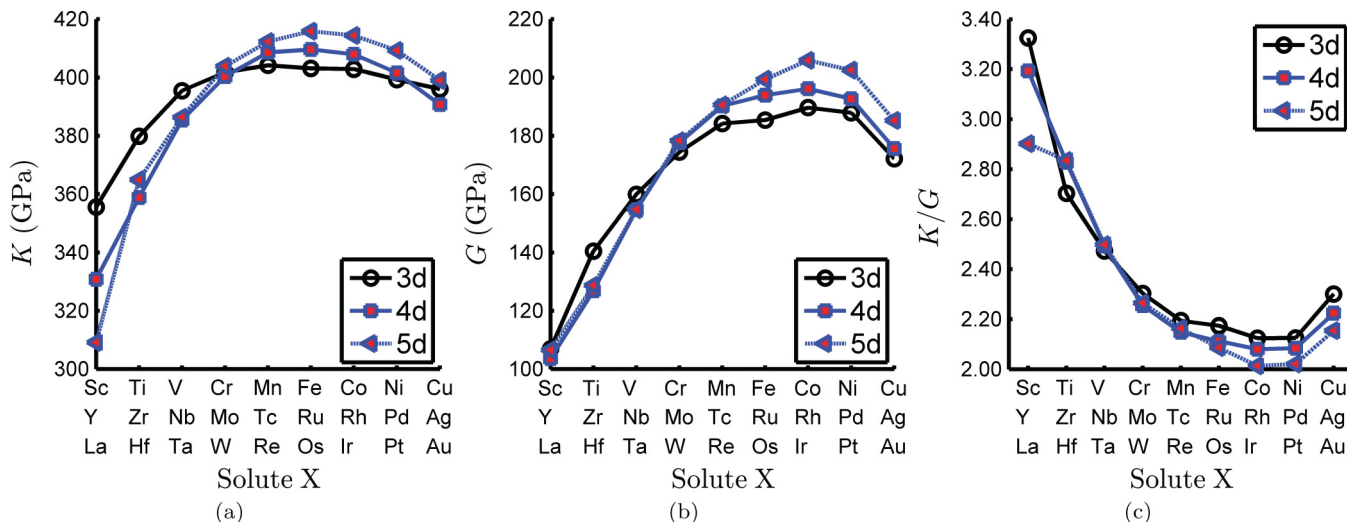 420
400
380
360
340
320
300
K (GPa)
3d
4d
5d
Sc Ti V Cr Mn Fe Co Ni Cu
Y Zr Nb Mo Tc Ru Rh Pd Ag
La Hf Ta W Re Os Ir Pt Au
Solute X
(a)
220
200
180
160
140
120
100
G (GPa)
3d
4d
5d
Sc Ti V Cr Mn Fe Co Ni Cu
Y Zr Nb Mo Tc Ru Rh Pd Ag
La Hf Ta W Re Os Ir Pt Au
Solute X
(b)
3.40
3.20
3.00
2.80
2.60
2.40
2.20
2.00
K/G
3d
4d
5d
Sc Ti V Cr Mn Fe Co Ni Cu
Y Zr Nb Mo Tc Ru Rh Pd Ag
La Hf Ta W Re Os Ir Pt Au
Solute X
(c)